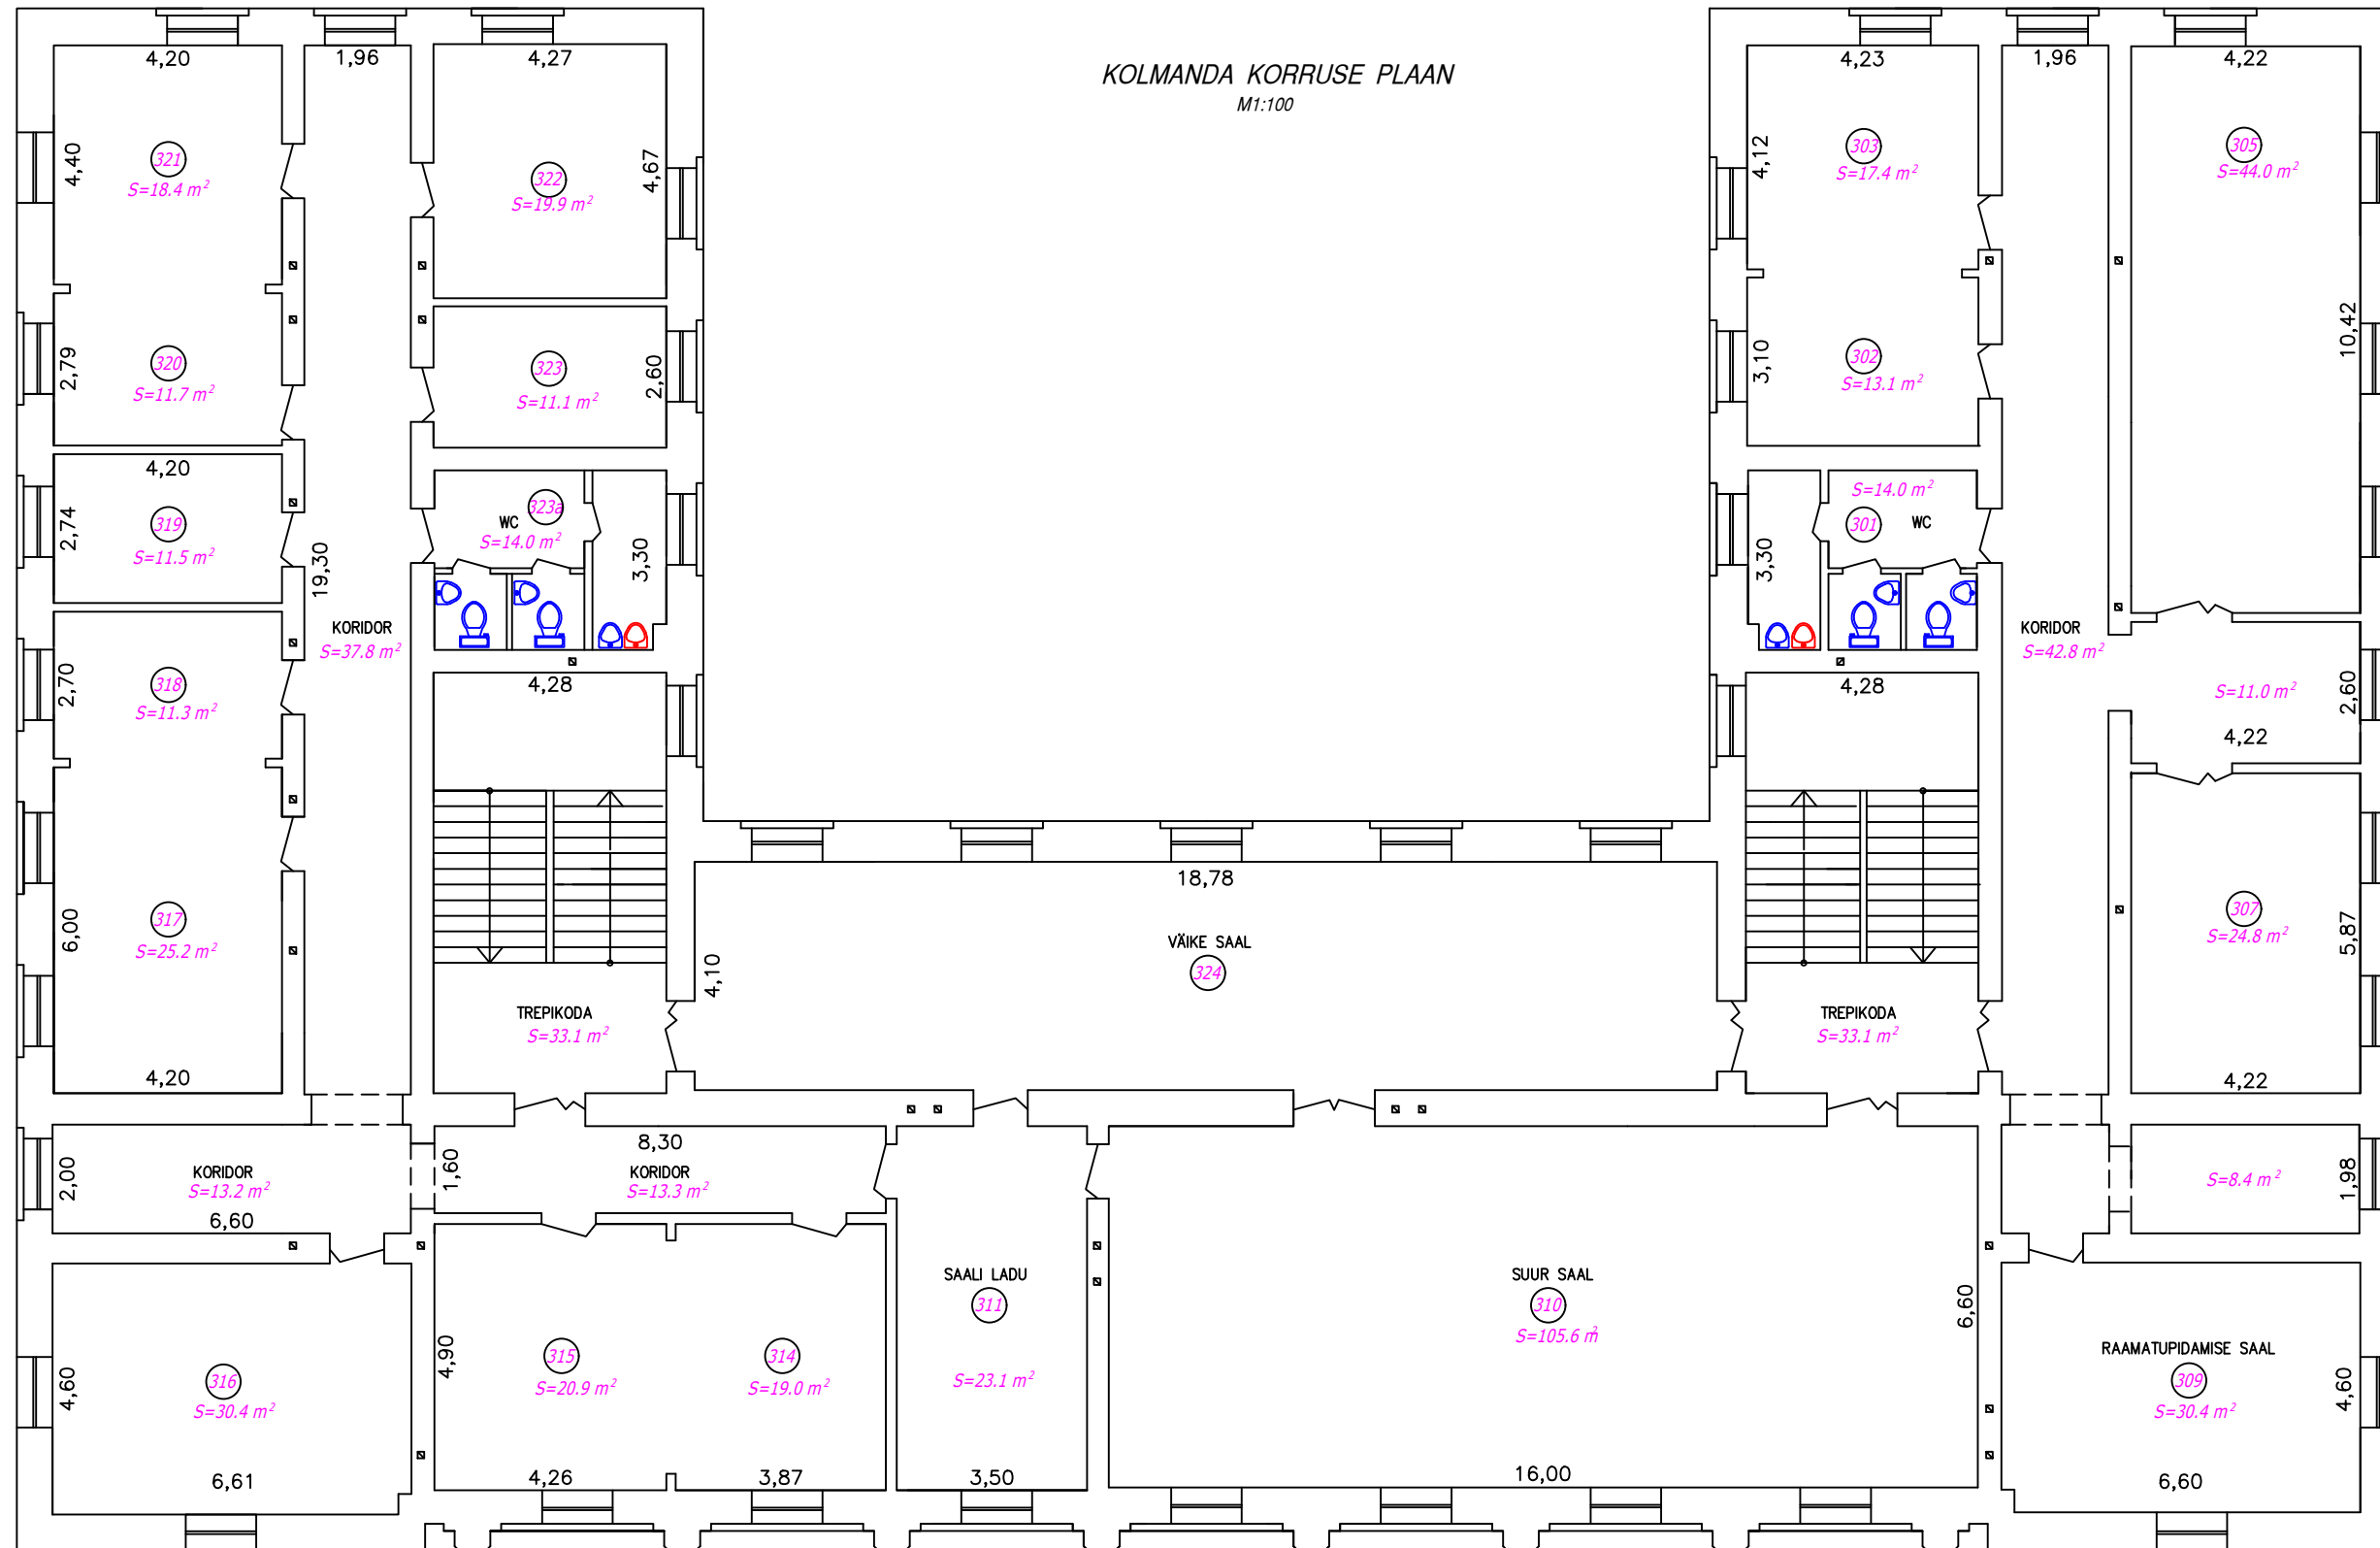 KOLMANDA KORRUSE PLAAN
M1:100
4,20
1,96
4,27
4,23
1,96
4,22
4,40
321
S=18.4 m²
322
S=19.9 m²
4,67
4,12
303
S=17.4 m²
305
S=44.0 m²
10,42
2,79
320
S=11.7 m²
323
S=11.1 m²
2,60
3,10
302
S=13.1 m²
4,20
2,74
319
S=11.5 m²
19,30
323a
WC
S=14.0 m²
3,30
3,30
S=14.0 m²
301
WC
KORIDOR
S=37.8 m²
KORIDOR
S=42.8 m²
2,70
318
S=11.3 m²
4,28
4,28
S=11.0 m²
2,60
4,22
6,00
317
S=25.2 m²
4,20
18,78
VÄIKE SAAL
324
4,10
307
S=24.8 m²
5,87
4,22
TREPIKODA
S=33.1 m²
TREPIKODA
S=33.1 m²
2,00
KORIDOR
S=13.2 m²
6,60
1,60
8,30
KORIDOR
S=13.3 m²
S=8.4 m²
1,98
4,60
316
S=30.4 m²
6,61
4,90
315
S=20.9 m²
4,26
314
S=19.0 m²
3,87
SAALI LADU
311
S=23.1 m²
3,50
SUUR SAAL
310
S=105.6 m²
6,60
16,00
RAAMATUPIDAMISE SAAL
309
S=30.4 m²
4,60
6,60